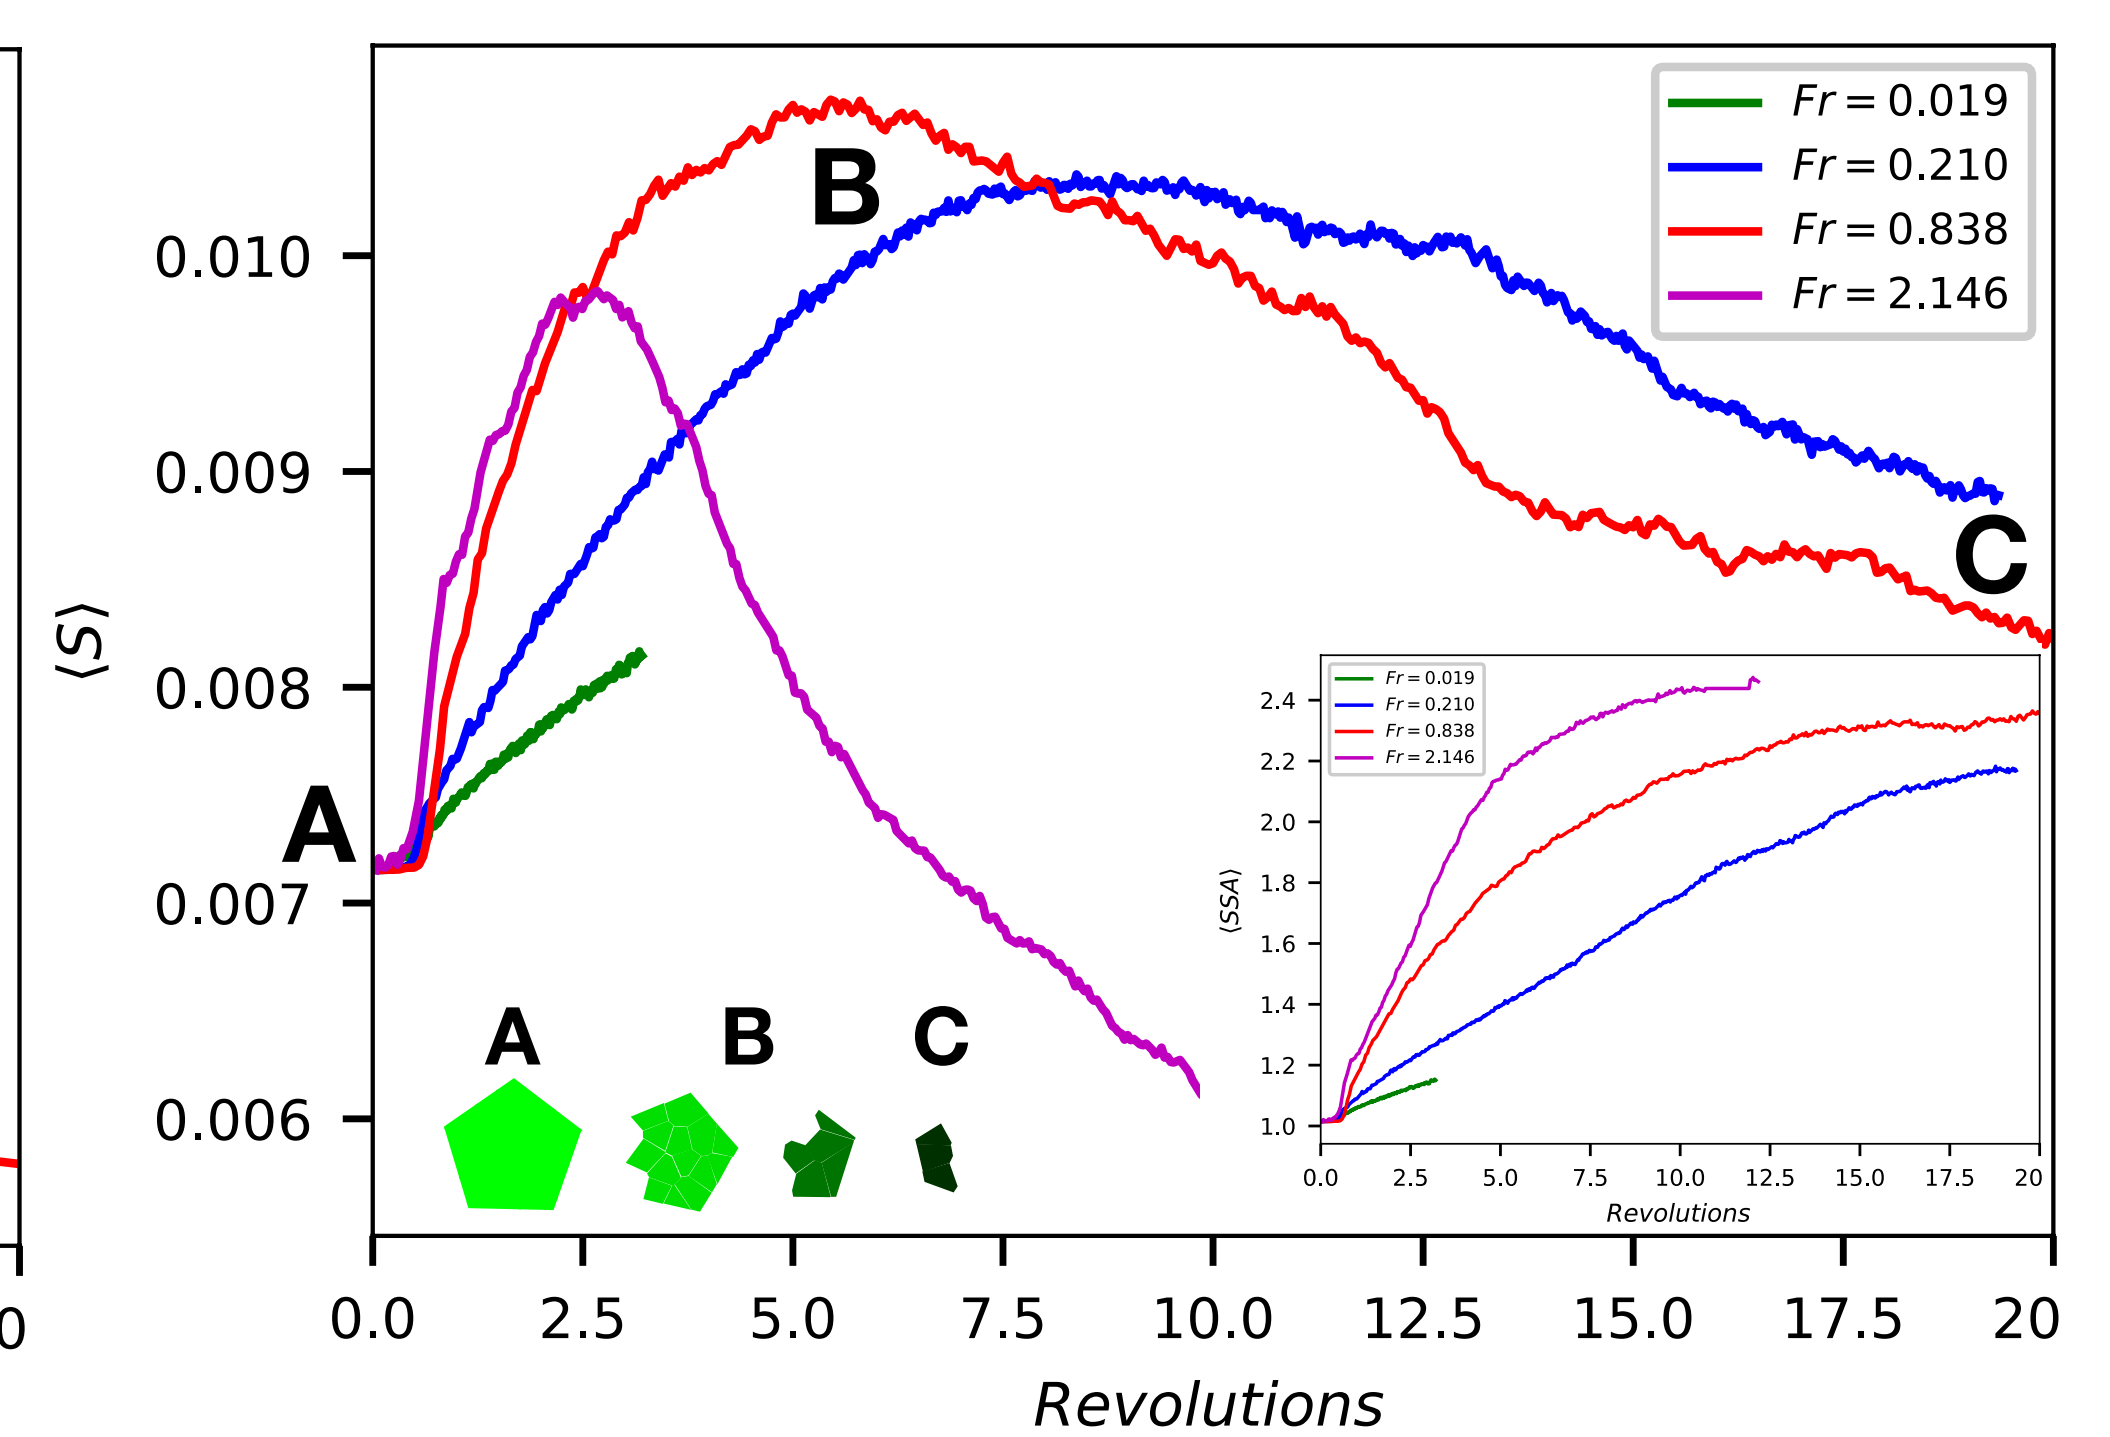 Fr = 0.019
Fr = 0.210
Fr = 0.838
Fr = 2.146
B
0.010
0.009
0.008
0.007
0.006
⟨S⟩
A
C
A B C
0.0 2.5 5.0 7.5 10.0 12.5 15.0 17.5 20
Revolutions
Fr = 0.019
Fr = 0.210
Fr = 0.838
Fr = 2.146
2.4
2.2
2.0
1.8
1.6
1.4
1.2
1.0
⟨SSA⟩
0.0 2.5 5.0 7.5 10.0 12.5 15.0 17.5 20
Revolutions
0